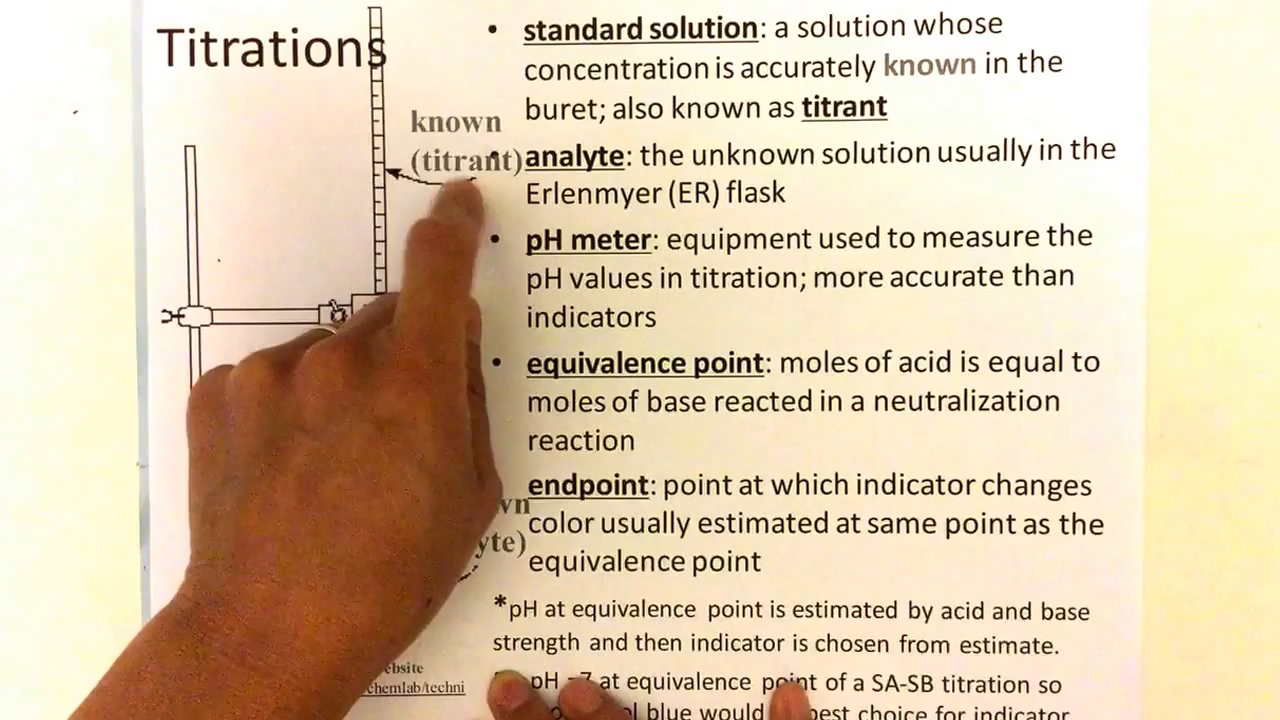 Titrations
known
(titrant)
• standard solution: a solution whose
concentration is accurately known in the
buret; also known as titrant
• analyte: the unknown solution usually in the
Erlenmyer (ER) flask
• pH meter: equipment used to measure the
pH values in titration; more accurate than
indicators
• equivalence point: moles of acid is equal to
moles of base reacted in a neutralization
reaction
endpoint: point at which indicator changes
color usually estimated at same point as the
equivalence point
*pH at equivalence point is estimated by acid and base
strength and then indicator is chosen from estimate.
pH =7 at equivalence point of a SA-SB titration so
blue would best choice for indicator
chemlab/techni